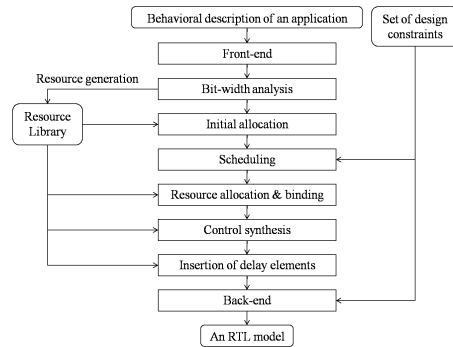 Behavioral description of an application
Set of design
constraints
Front-end
Resource generation
Bit-width analysis
Resource
Library
Initial allocation
Scheduling
Resource allocation & binding
Control synthesis
Insertion of delay elements
Back-end
An RTL model